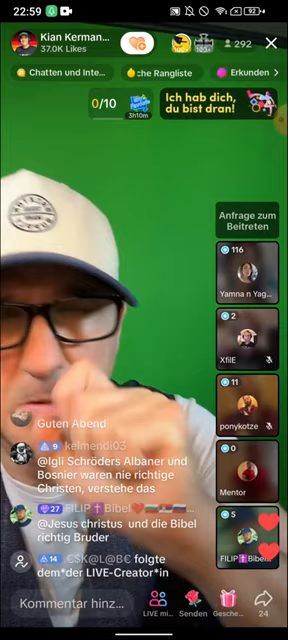 22:59
92
Kian Kerman...
37.0K Likes
292
Chatten und Inte...
:he Rangliste
Erkunden
0/10
3h10m
Ich hab dich,
du bist dran!
Anfrage zum
Beitreten
116
Yamna n Yag...
2
XfilE
11
ponykotze
0
Mentor
5
FILIP✝️Bibel
Guten Abend
9 kelmendi03
@Igli Schröders Albaner und
Bosnier waren nie richtige
Christen, verstehe das
27 FILIP✝️Bibel
@Jesus christus und die Bibel
richtig Bruder
14 €$K@L@B€ folgte
dem*der LIVE-Creator*in
Kommentar hinz...
LIVE mi...
Senden
Gesche...
24